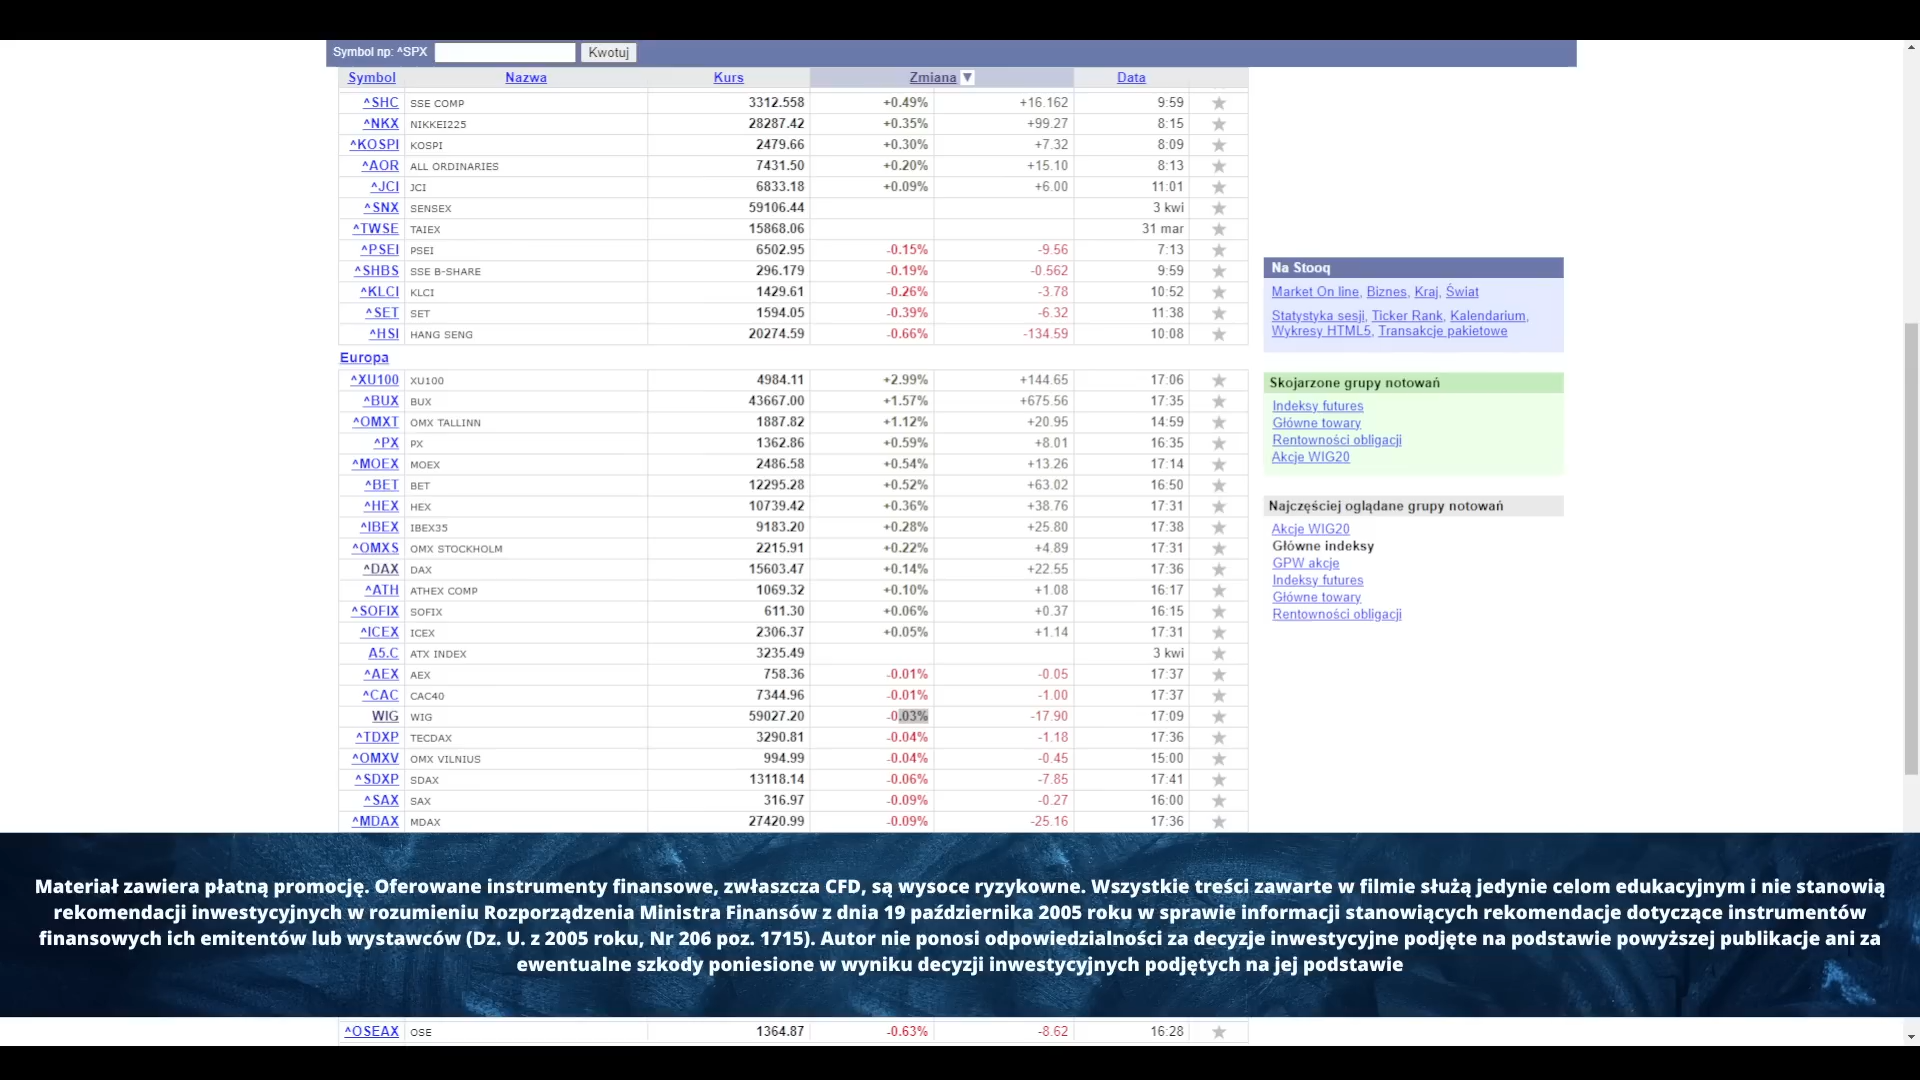 Symbol np: ^SPX Kwotuj
Symbol Nazwa Kurs Zmiana ▼ Data
^SHC SSE COMP 3312.558 +0.49% +16.162 9:59
^NKX NIKKEI225 28287.42 +0.35% +99.27 8:15
^KOSPI KOSPI 2479.66 +0.30% +7.32 8:09
^AOR ALL ORDINARIES 7431.50 +0.20% +15.10 8:13
^JCI JCI 6833.18 +0.09% +6.00 11:01
^SNX SENSEX 59106.44 3 kwi
^TWSE TAIEX 15868.06 31 mar
^PSEI PSEI 6502.95 -0.15% -9.56 7:13
^SHBS SSE B-SHARE 296.179 -0.19% -0.562 9:59
^KLCI KLCI 1429.61 -0.26% -3.78 10:52
^SET SET 1594.05 -0.39% -6.32 11:38
^HSI HANG SENG 20274.59 -0.66% -134.59 10:08
Europa
^XU100 XU100 4984.11 +2.99% +144.65 17:06
^BUX BUX 43667.00 +1.57% +675.56 17:35
^OMXT OMX TALLINN 1887.82 +1.12% +20.95 14:59
^PX PX 1362.86 +0.59% +8.01 16:35
^MOEX MOEX 2486.58 +0.54% +13.26 17:14
^BET BET 12295.28 +0.52% +63.02 16:50
^HEX HEX 10739.42 +0.36% +38.76 17:31
^IBEX IBEX35 9183.20 +0.28% +25.80 17:38
^OMXS OMX STOCKHOLM 2215.91 +0.22% +4.89 17:31
^DAX DAX 15603.47 +0.14% +22.55 17:36
^ATH ATHEX COMP 1069.32 +0.10% +1.08 16:17
^SOFIX SOFIX 611.30 +0.06% +0.37 16:15
^ICEX ICEX 2306.37 +0.05% +1.14 17:31
A5.C ATX INDEX 3235.49 3 kwi
^AEX AEX 758.36 -0.01% -0.05 17:37
^CAC CAC40 7344.96 -0.01% -1.00 17:37
WIG WIG 59027.20 -0.03% -17.90 17:09
^TDXP TECDAX 3290.81 -0.04% -1.18 17:36
^OMXV OMX VILNIUS 994.99 -0.04% -0.45 15:00
^SDXP SDAX 13118.14 -0.06% -7.85 17:41
^SAX SAX 316.97 -0.09% -0.27 16:00
^MDAX MDAX 27420.99 -0.09% -25.16 17:36
Na Stooq
Market On line, Biznes, Kraj, Świat
Statystyka sesji, Ticker Rank, Kalendarium,
Wykresy HTML5, Transakcje pakietowe
Skojarzone grupy notowań
Indeksy futures
Główne towary
Rentowności obligacji
Akcje WIG20
Najczęściej oglądane grupy notowań
Akcje WIG20
Główne indeksy
GPW akcje
Indeksy futures
Główne towary
Rentowności obligacji
Materiał zawiera płatną promocję. Oferowane instrumenty finansowe, zwłaszcza CFD, są wysoce ryzykowne. Wszystkie treści zawarte w filmie służą jedynie celom edukacyjnym i nie stanowią
rekomendacji inwestycyjnych w rozumieniu Rozporządzenia Ministra Finansów z dnia 19 października 2005 roku w sprawie informacji stanowiących rekomendacje dotyczące instrumentów
finansowych ich emitentów lub wystawców (Dz. U. z 2005 roku, Nr 206 poz. 1715). Autor nie ponosi odpowiedzialności za decyzje inwestycyjne podjęte na podstawie powyższej publikacje ani za
ewentualne szkody poniesione w wyniku decyzji inwestycyjnych podjętych na jej podstawie
^OSEAX OSE 1364.87 -0.63% -8.62 16:28